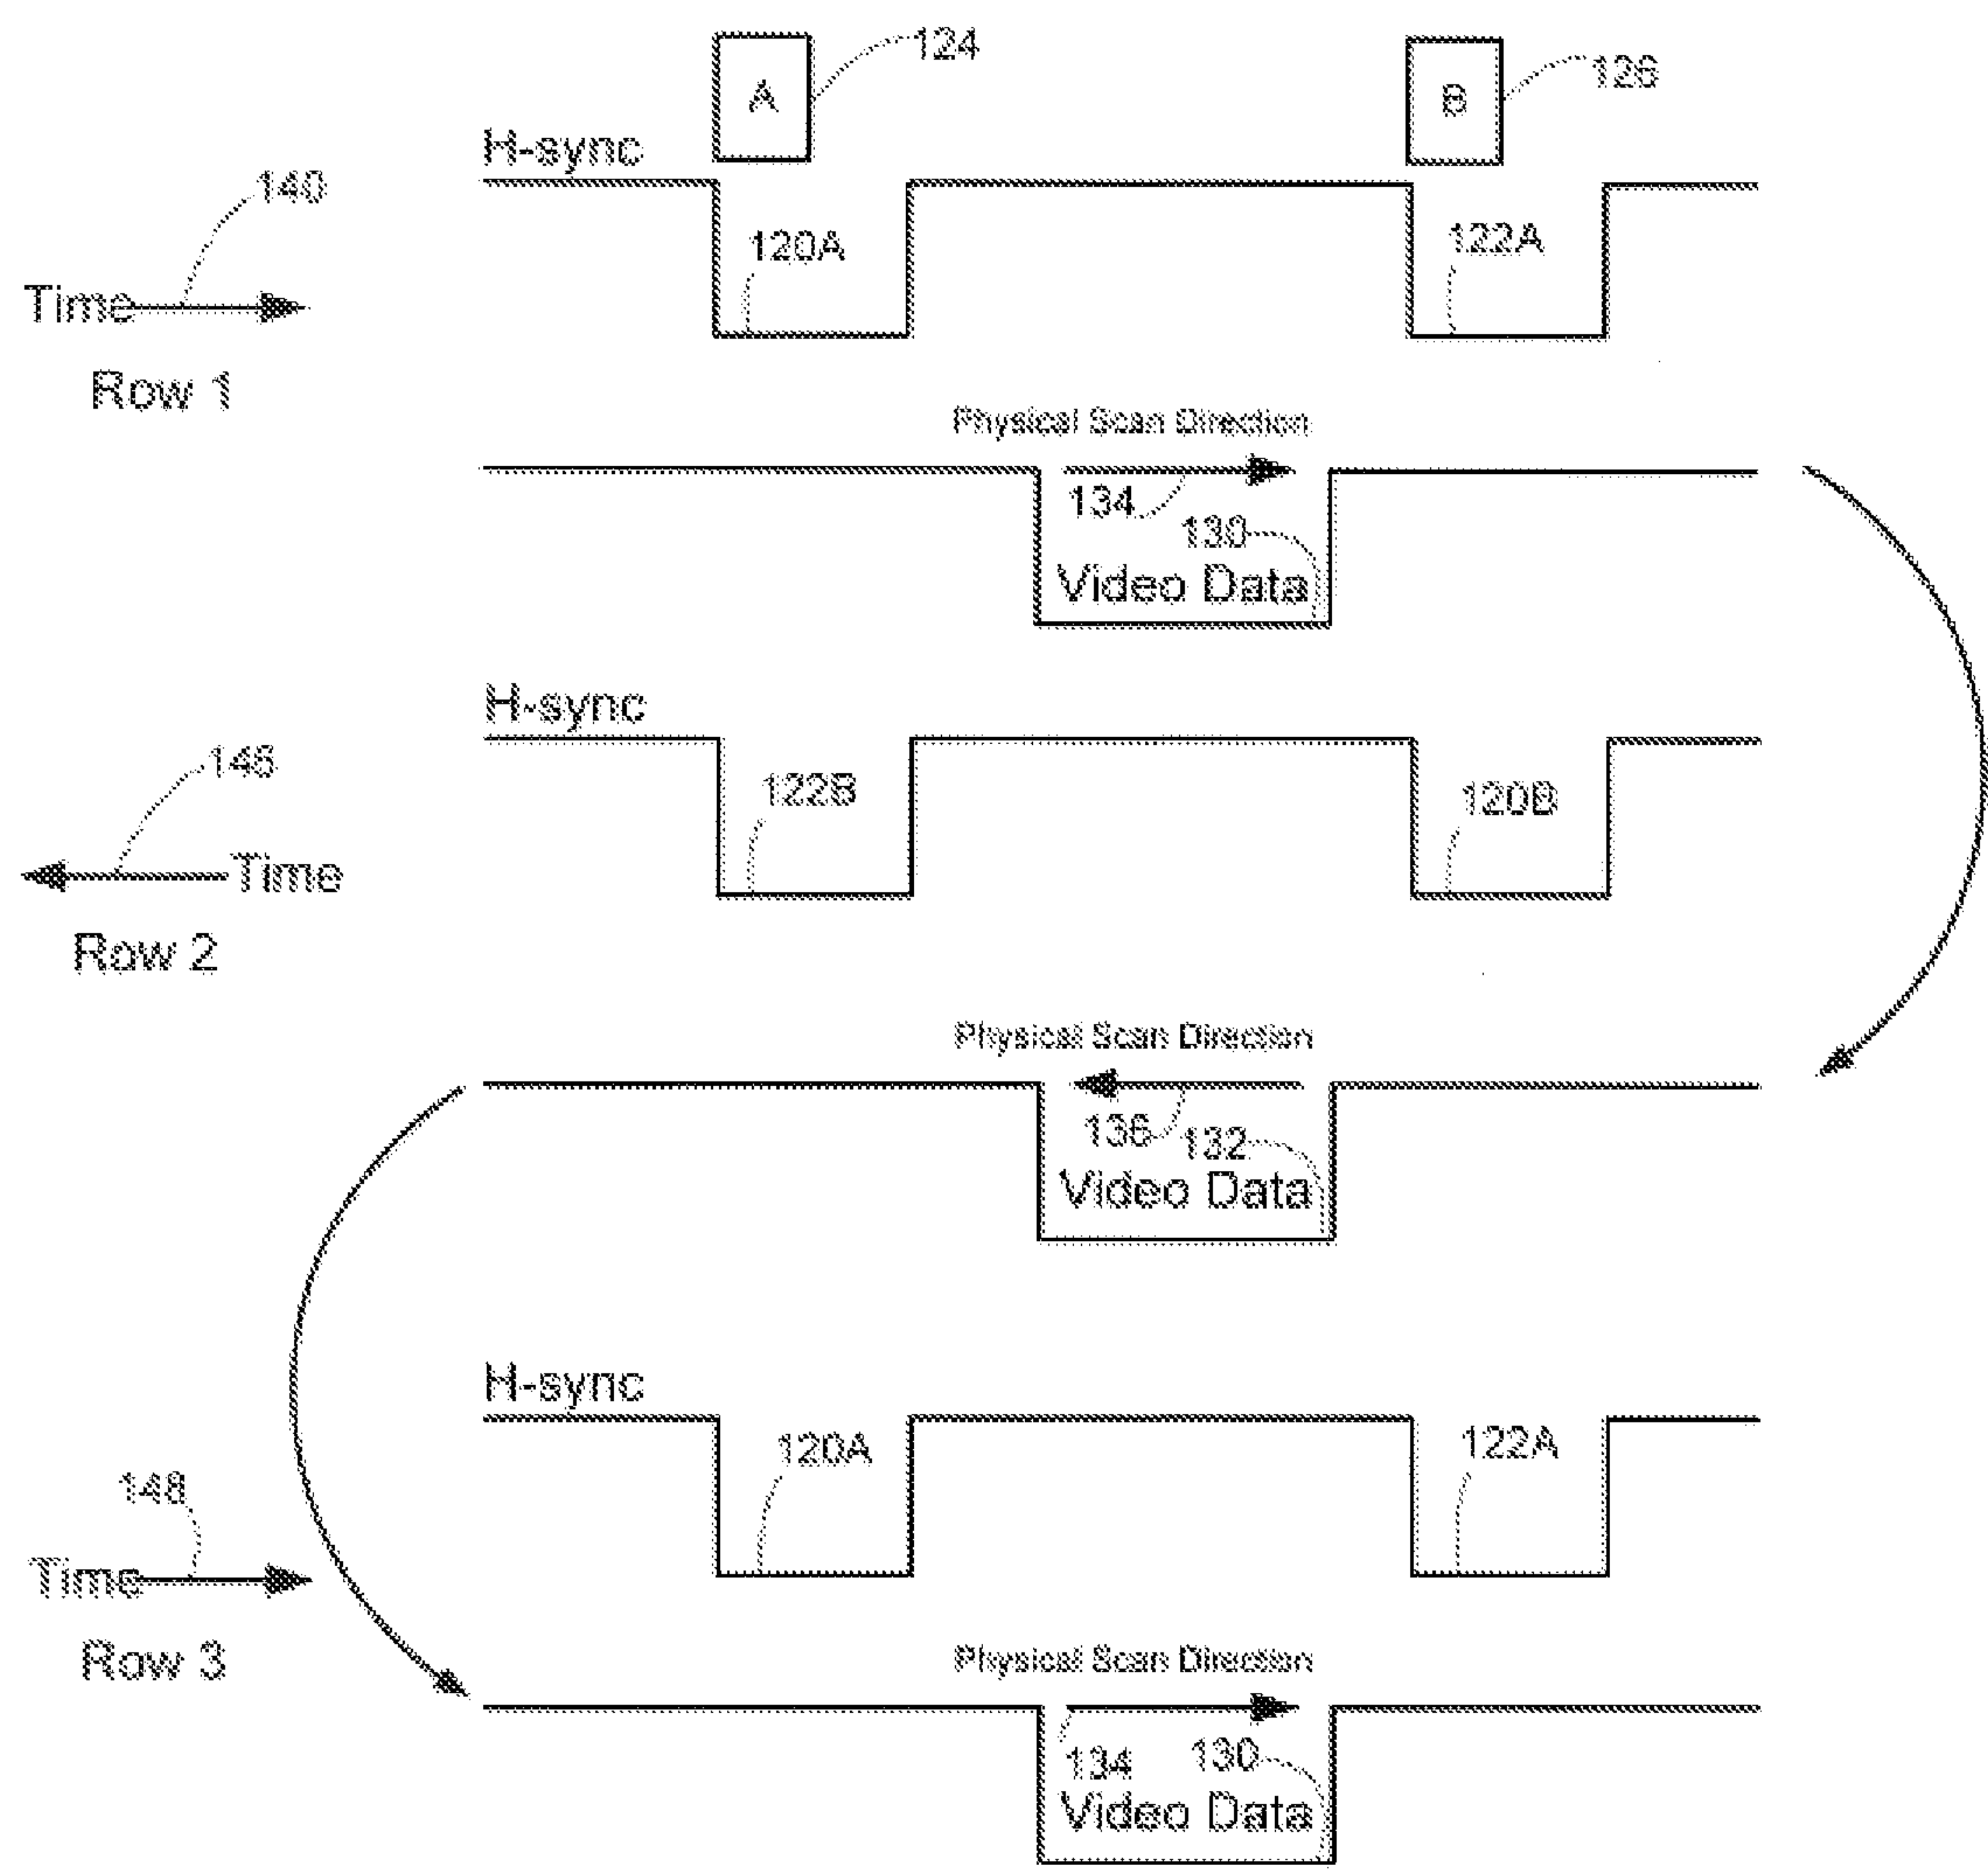 A
124
B
126
H-sync
140
120A
122A
Time
Row 1
Physical Scan Direction
134
130
Video Data
H-sync
146
122B
120B
Time
Row 2
Physical Scan Direction
136
132
Video Data
H-sync
120A
122A
148
Time
Row 3
Physical Scan Direction
134
130
Video Data